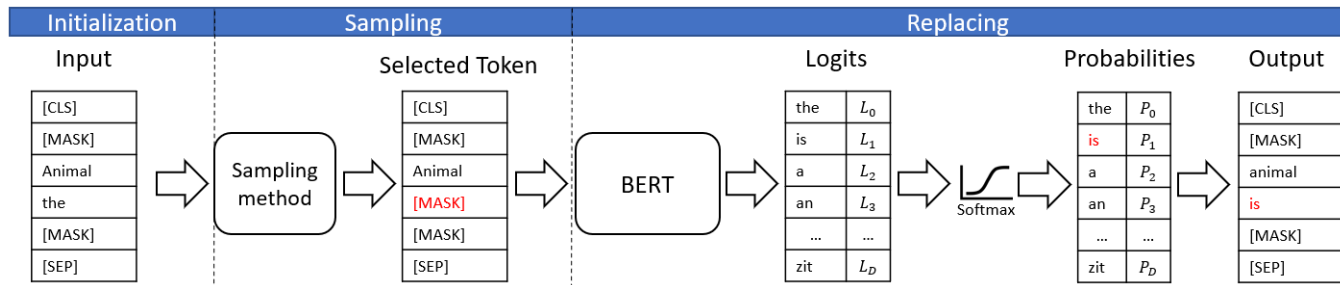 Initialization Sampling Replacing
Input
[CLS]
[MASK]
Animal
the
[MASK]
[SEP]
Sampling
method
Selected Token
[CLS]
[MASK]
Animal
[MASK]
[MASK]
[SEP]
BERT
Logits
the L₀
is L₁
a L₂
an L₃
... ...
zit L_D
Softmax
Probabilities
the P₀
is P₁
a P₂
an P₃
... ...
zit P_D
Output
[CLS]
[MASK]
animal
is
[MASK]
[SEP]